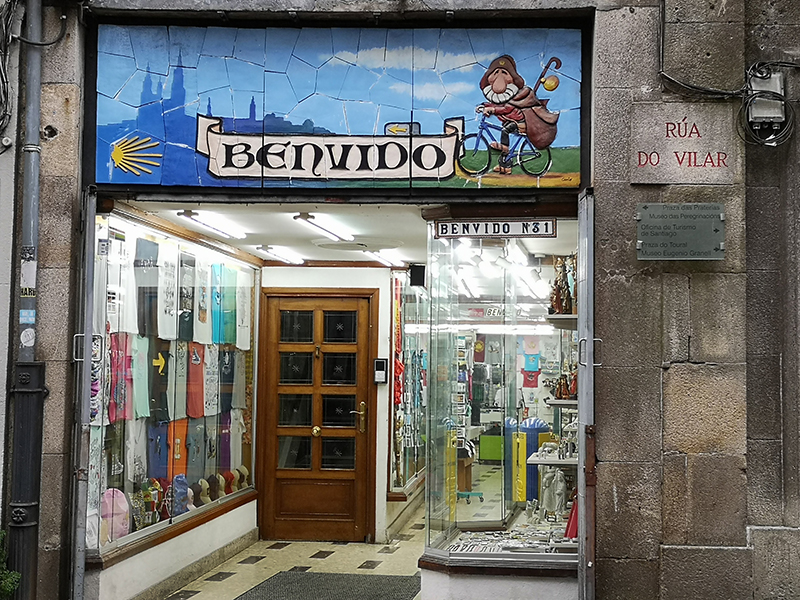 BENVIDO
BENVIDO Nº31
BENVIDO
RÚA
DO VILAR
Praza das Praterías
Museo das Peregrinacións
Oficina de Turismo
de Santiago
Praza do Toural
Museo Eugenio Granell